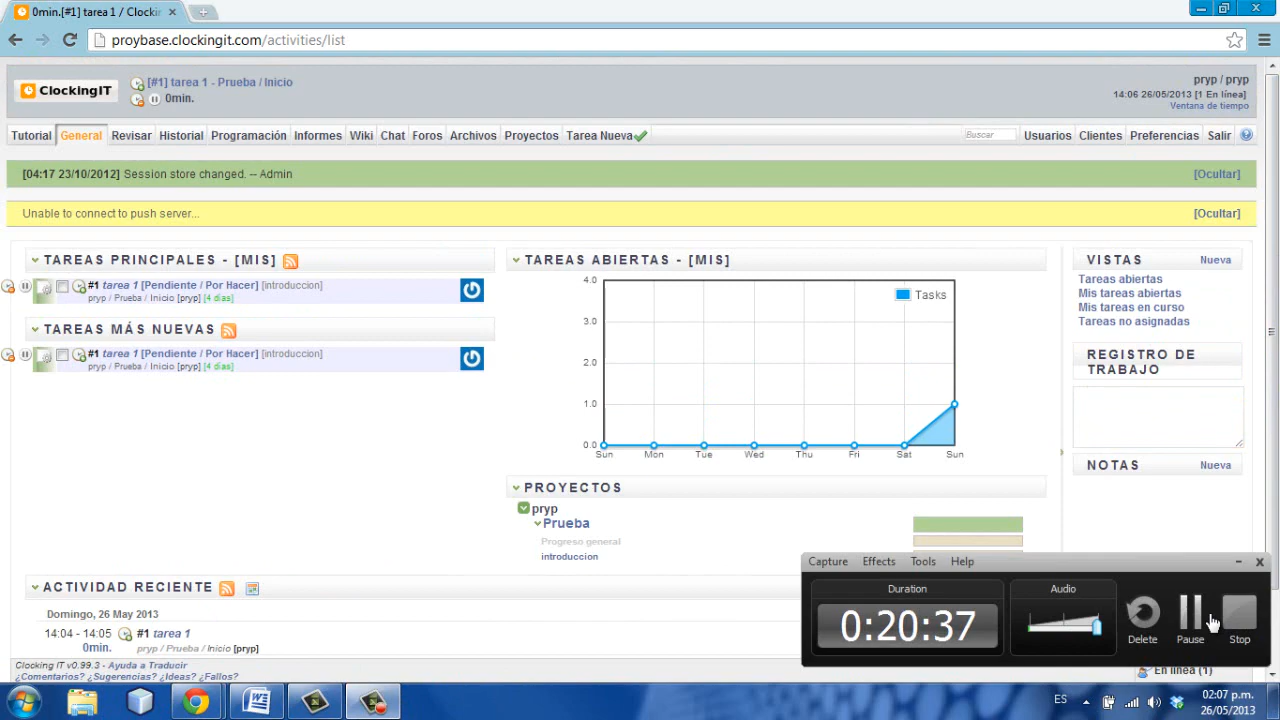 0min.[#1] tarea 1 / Clocki
proybase.clockingit.com/activities/list
ClockingIT
[#1] tarea 1 - Prueba / Inicio
0min.
pryp / pryp
14:06 26/05/2013 [1 En línea]
Ventana de tiempo
Tutorial General Revisar Historial Programación Informes Wiki Chat Foros Archivos Proyectos Tarea Nueva Buscar Usuarios Clientes Preferencias Salir
[04:17 23/10/2012] Session store changed. -- Admin [Ocultar]
Unable to connect to push server... [Ocultar]
TAREAS PRINCIPALES - [MIS]
#1 tarea 1 [Pendiente / Por Hacer] [introduccion]
pryp / Prueba / Inicio [pryp] [4 días]
TAREAS MÁS NUEVAS
#1 tarea 1 [Pendiente / Por Hacer] [introduccion]
pryp / Prueba / Inicio [pryp] [4 días]
TAREAS ABIERTAS - [MIS]
4.0
3.0
2.0
1.0
0.0
Tasks
Sun Mon Tue Wed Thu Fri Sat Sun
PROYECTOS
pryp
Prueba
Progreso general
introduccion
VISTAS Nueva
Tareas abiertas
Mis tareas abiertas
Mis tareas en curso
Tareas no asignadas
REGISTRO DE
TRABAJO
NOTAS Nueva
ACTIVIDAD RECIENTE
Domingo, 26 May 2013
14:04 - 14:05 #1 tarea 1
0min. pryp / Prueba / Inicio [pryp]
Clocking IT v0.99.3 - Ayuda a Traducir
¿Comentarios? ¿Sugerencias? ¿Ideas? ¿Fallos?
En línea (1)
Capture Effects Tools Help
Duration
0:20:37
Audio
Delete Pause Stop
ES
02:07 p.m.
26/05/2013